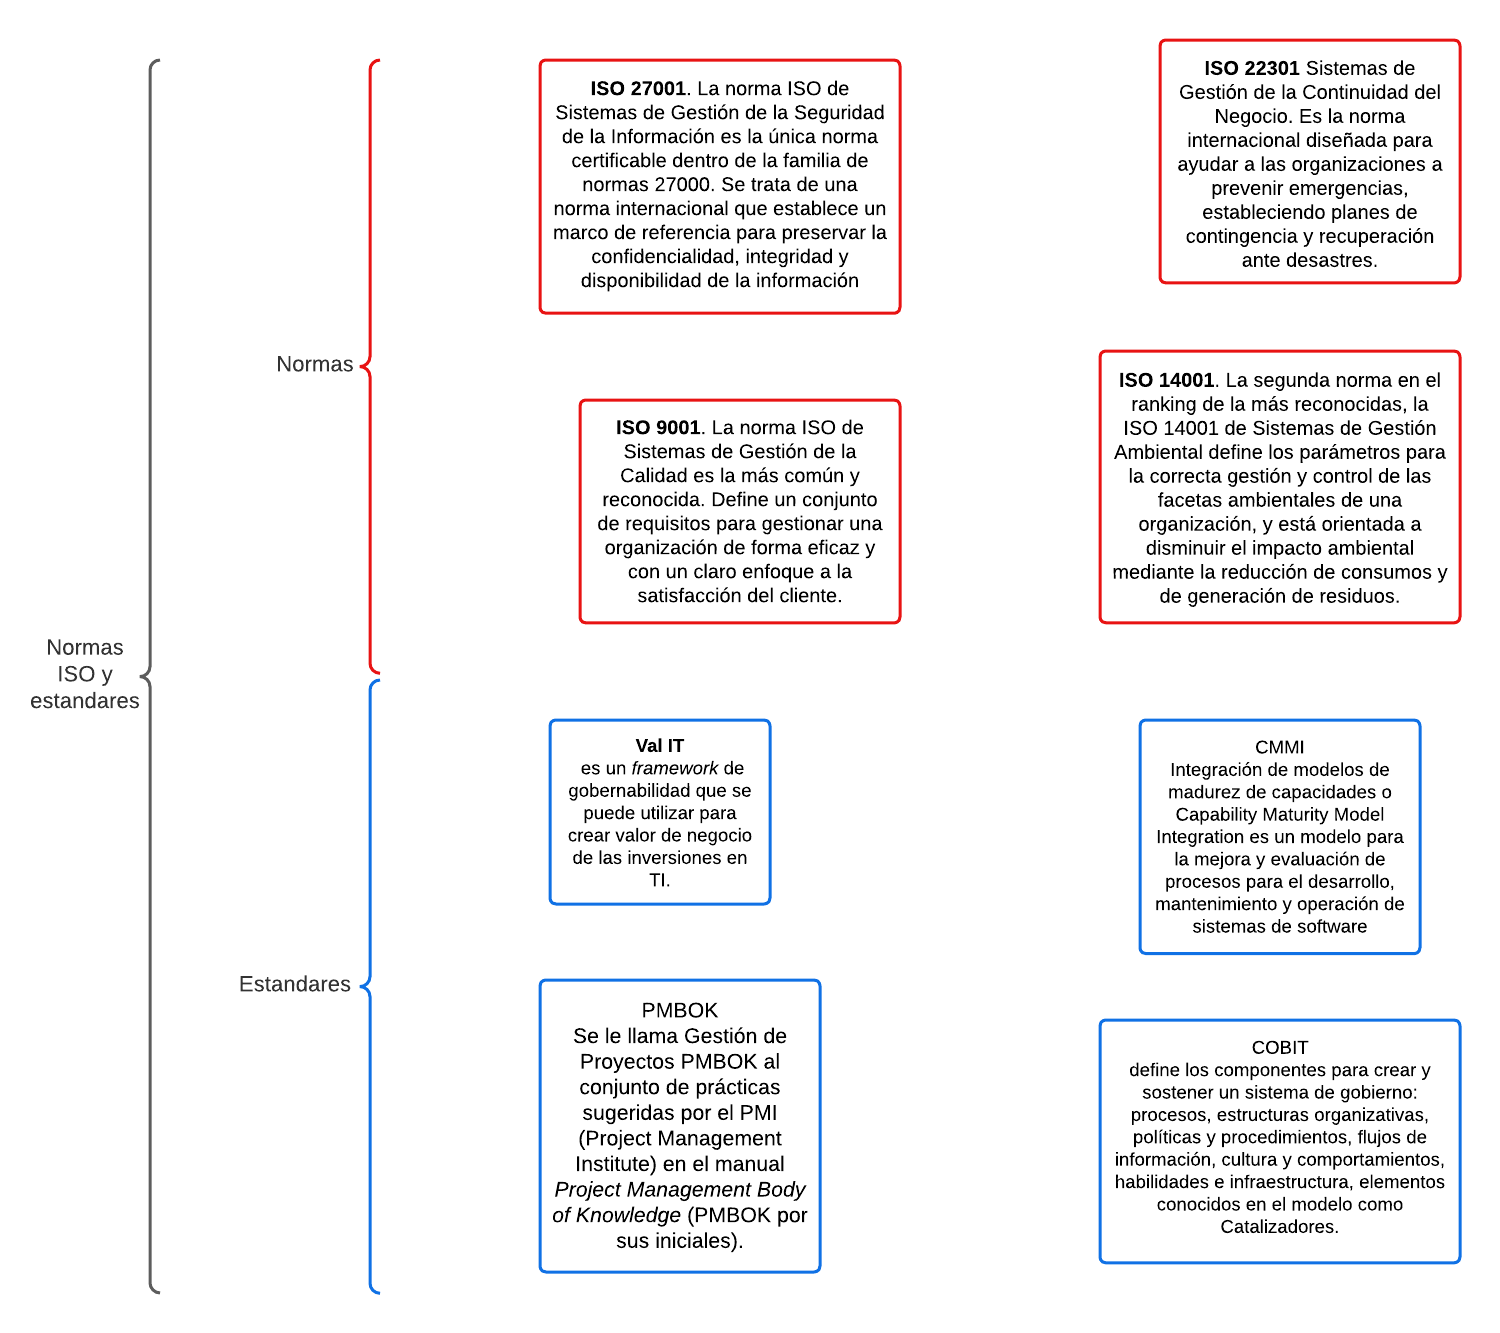 Normas
ISO y
estandares
Normas
ISO 27001. La norma ISO de
Sistemas de Gestión de la Seguridad
de la Información es la única norma
certificable dentro de la familia de
normas 27000. Se trata de una
norma internacional que establece un
marco de referencia para preservar la
confidencialidad, integridad y
disponibilidad de la información
ISO 22301 Sistemas de
Gestión de la Continuidad del
Negocio. Es la norma
internacional diseñada para
ayudar a las organizaciones a
prevenir emergencias,
estableciendo planes de
contingencia y recuperación
ante desastres.
ISO 9001. La norma ISO de
Sistemas de Gestión de la
Calidad es la más común y
reconocida. Define un conjunto
de requisitos para gestionar una
organización de forma eficaz y
con un claro enfoque a la
satisfacción del cliente.
ISO 14001. La segunda norma en el
ranking de la más reconocidas, la
ISO 14001 de Sistemas de Gestión
Ambiental define los parámetros para
la correcta gestión y control de las
facetas ambientales de una
organización, y está orientada a
disminuir el impacto ambiental
mediante la reducción de consumos y
de generación de residuos.
Estandares
Val IT
es un framework de
gobernabilidad que se
puede utilizar para
crear valor de negocio
de las inversiones en
TI.
CMMI
Integración de modelos de
madurez de capacidades o
Capability Maturity Model
Integration es un modelo para
la mejora y evaluación de
procesos para el desarrollo,
mantenimiento y operación de
sistemas de software
PMBOK
Se le llama Gestión de
Proyectos PMBOK al
conjunto de prácticas
sugeridas por el PMI
(Project Management
Institute) en el manual
Project Management Body
of Knowledge (PMBOK por
sus iniciales).
COBIT
define los componentes para crear y
sostener un sistema de gobierno:
procesos, estructuras organizativas,
políticas y procedimientos, flujos de
información, cultura y comportamientos,
habilidades e infraestructura, elementos
conocidos en el modelo como
Catalizadores.